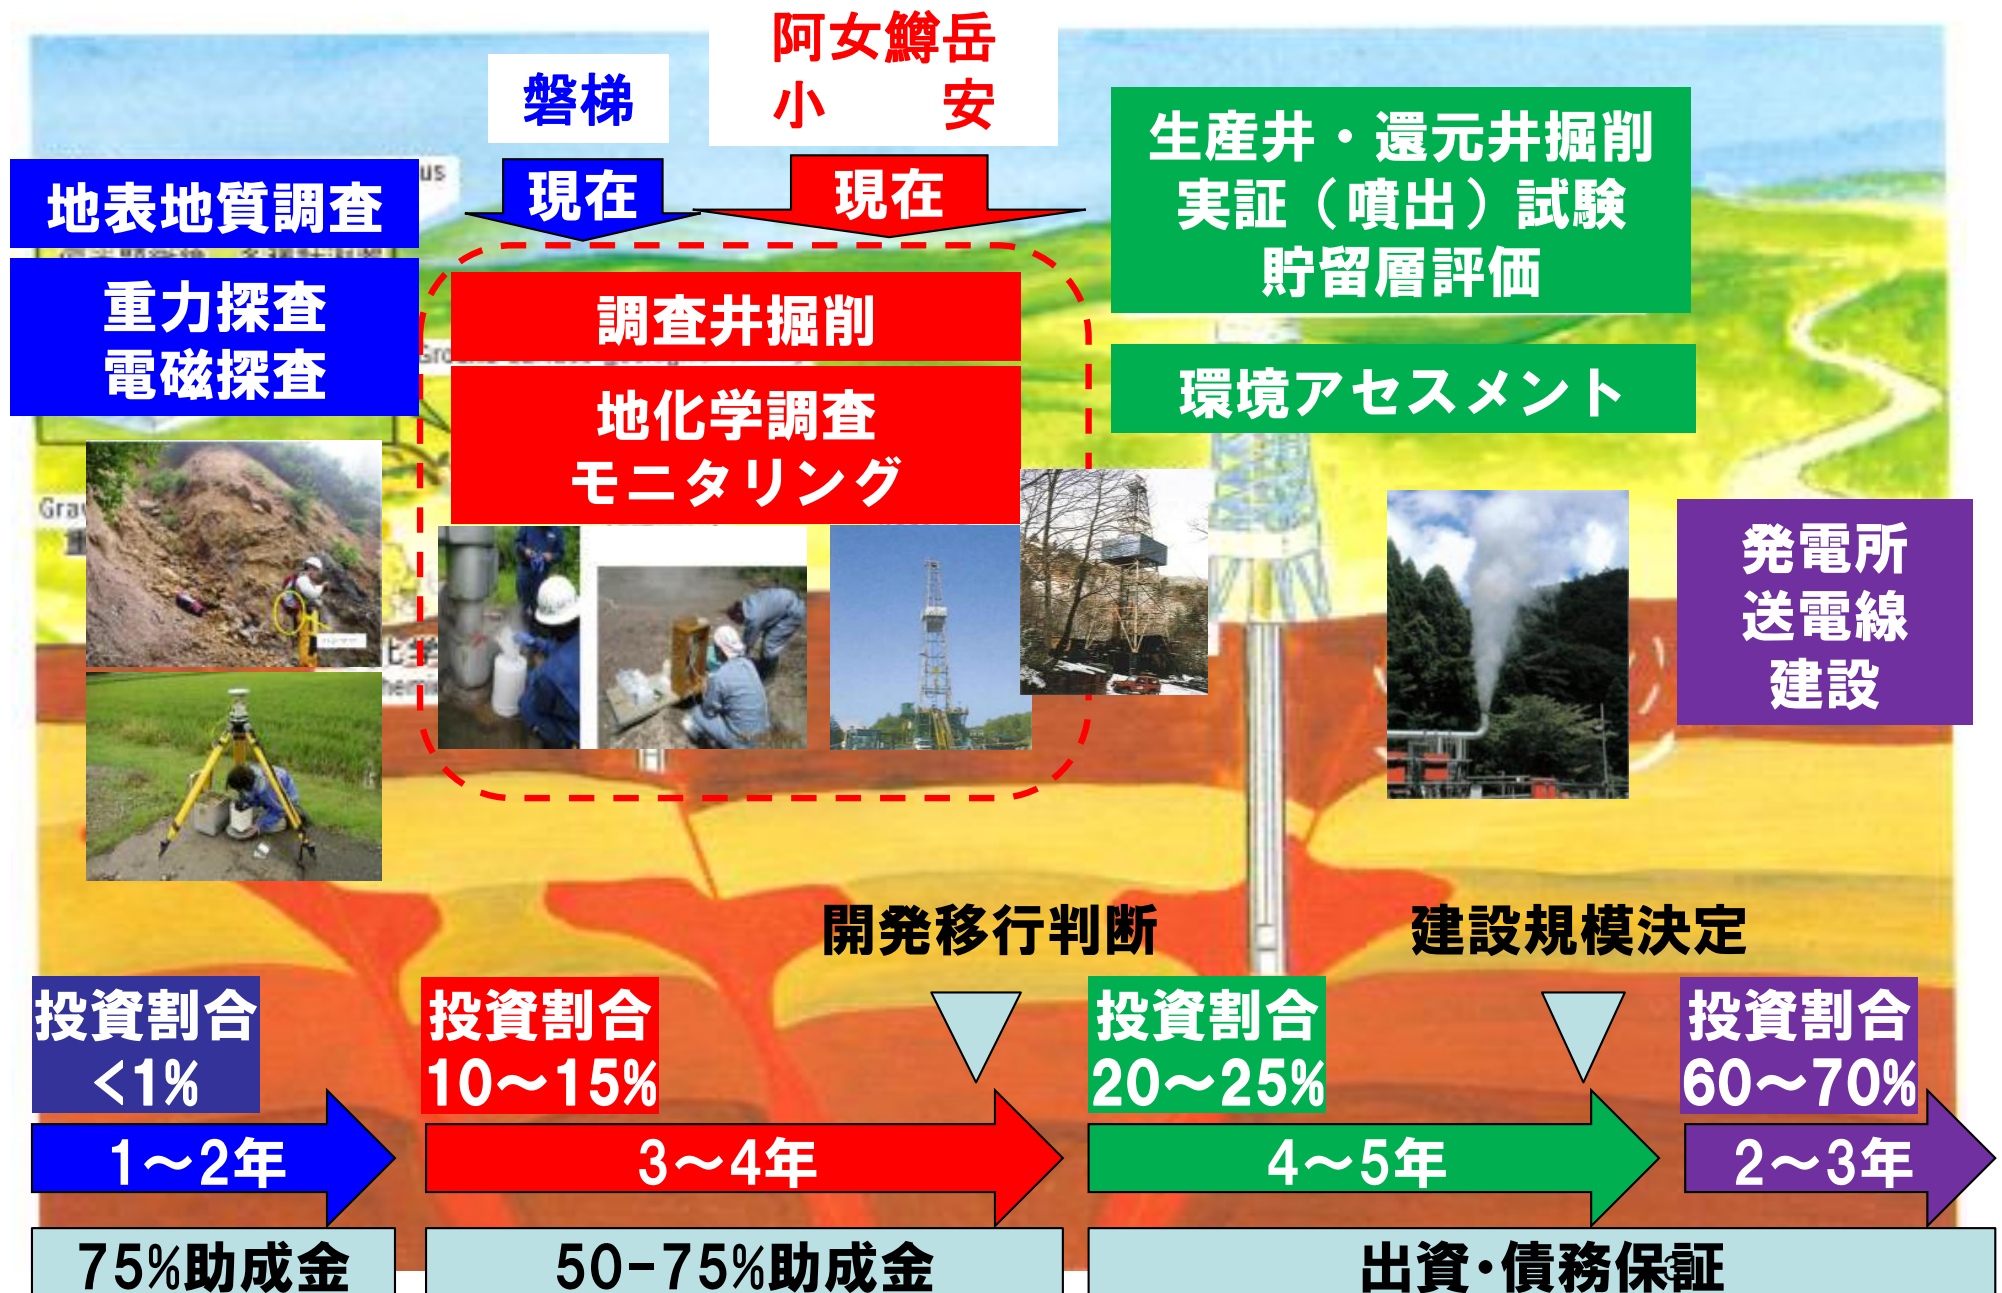 阿女鱒岳
小　安
磐梯
現在
現在
地表地質調査
重力探査
電磁探査
調査井掘削
地化学調査
モニタリング
生産井・還元井掘削
実証（噴出）試験
貯留層評価
環境アセスメント
発電所
送電線
建設
開発移行判断
建設規模決定
投資割合
<1%
投資割合
10～15%
投資割合
20～25%
投資割合
60～70%
1～2年
3～4年
4～5年
2～3年
75%助成金
50-75%助成金
出資・債務保証
3